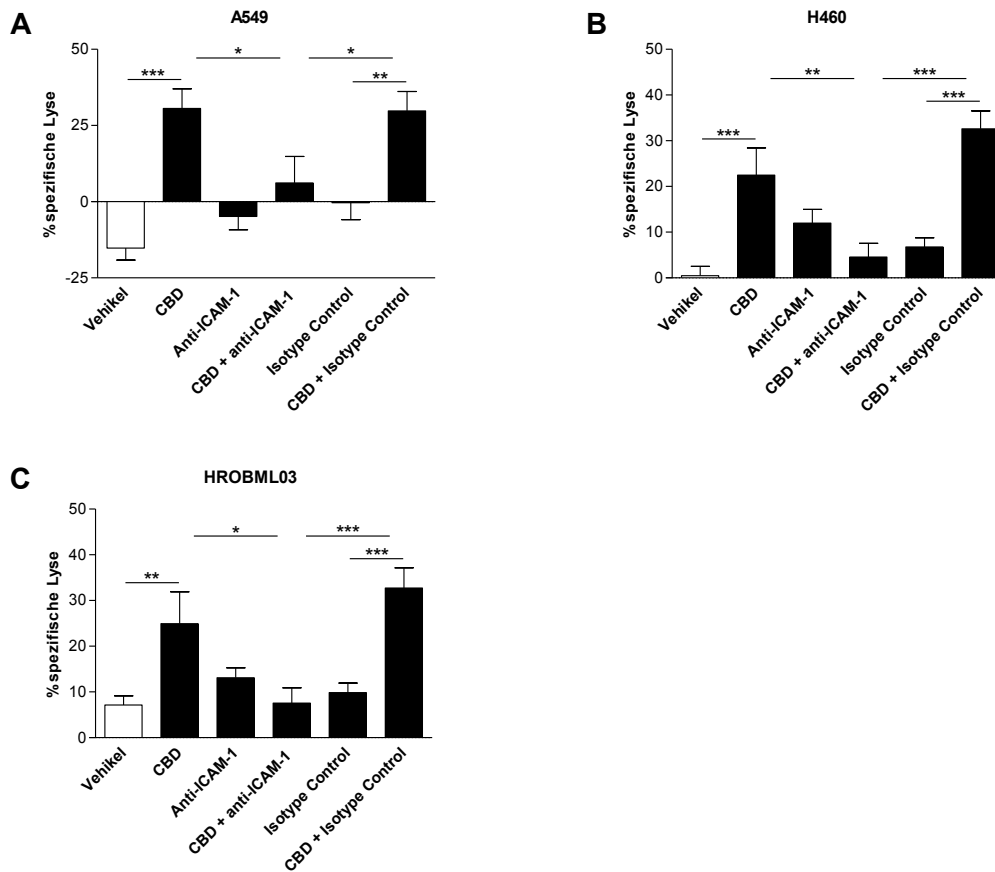 A
A549
%spezifische Lyse
50
25
0
-25
***
*
*
**
Vehikel
CBD
Anti-ICAM-1
CBD + anti-ICAM-1
Isotype Control
CBD + Isotype Control
B
H460
%spezifische Lyse
50
40
30
20
10
0
***
**
***
***
Vehikel
CBD
Anti-ICAM-1
CBD + anti-ICAM-1
Isotype Control
CBD + Isotype Control
C
HROBML03
%spezifische Lyse
50
40
30
20
10
0
**
*
***
***
Vehikel
CBD
Anti-ICAM-1
CBD + anti-ICAM-1
Isotype Control
CBD + Isotype Control